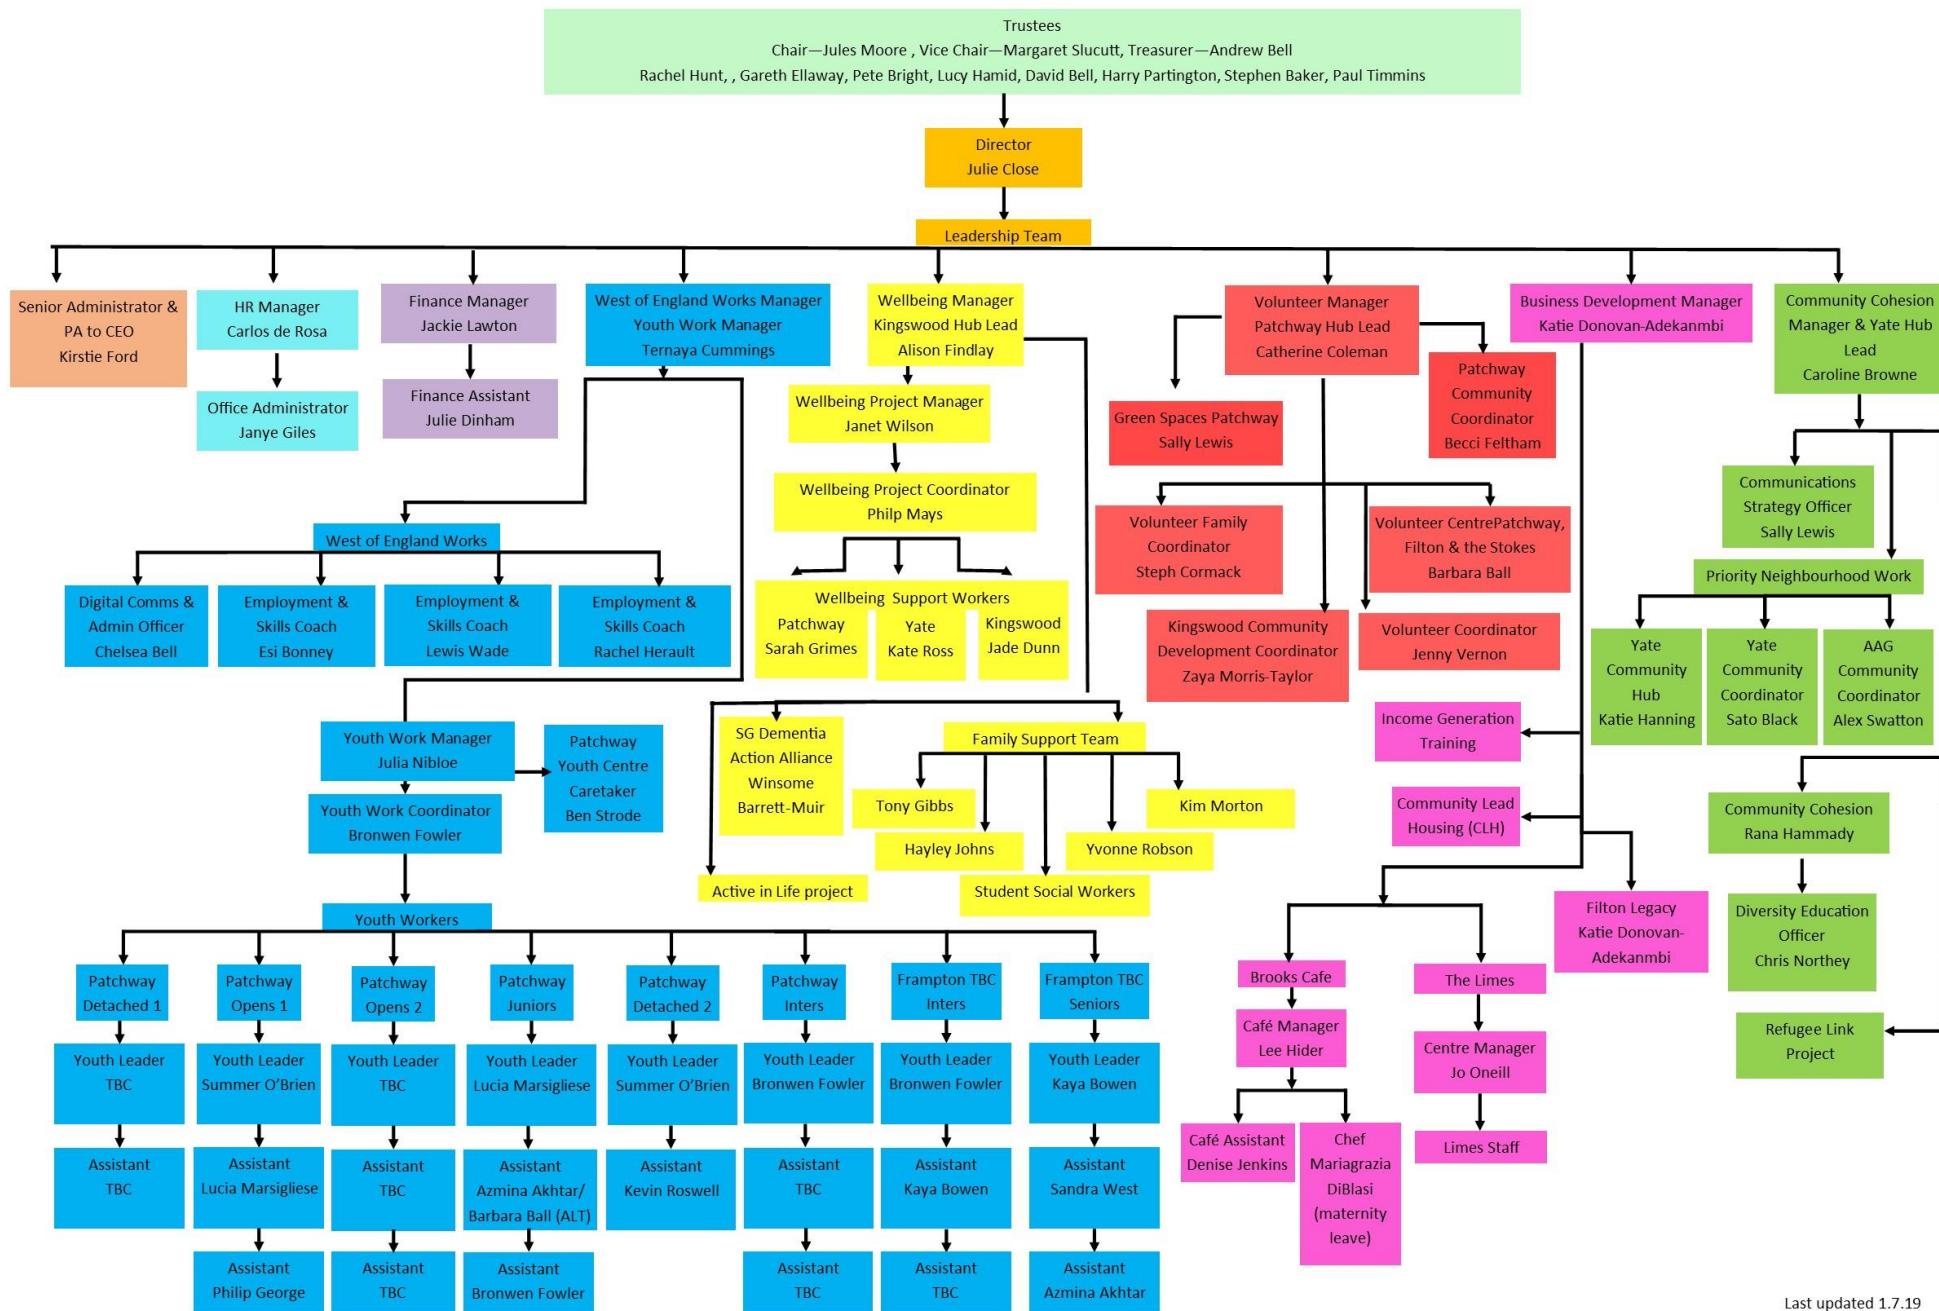 Trustees
Chair—Jules Moore , Vice Chair—Margaret Slucutt, Treasurer—Andrew Bell
Rachel Hunt, , Gareth Ellaway, Pete Bright, Lucy Hamid, David Bell, Harry Partington, Stephen Baker, Paul Timmins
Director
Julie Close
Leadership Team
Senior Administrator &
PA to CEO
Kirstie Ford
HR Manager
Carlos de Rosa
Office Administrator
Janye Giles
Finance Manager
Jackie Lawton
Finance Assistant
Julie Dinham
West of England Works Manager
Youth Work Manager
Ternaya Cummings
West of England Works
Digital Comms &
Admin Officer
Chelsea Bell
Employment &
Skills Coach
Esi Bonney
Employment &
Skills Coach
Lewis Wade
Employment &
Skills Coach
Rachel Herault
Youth Work Manager
Julia Nibloe
Patchway
Youth Centre
Caretaker
Ben Strode
Youth Work Coordinator
Bronwen Fowler
Youth Workers
Patchway
Detached 1
Youth Leader
TBC
Assistant
TBC
Patchway
Opens 1
Youth Leader
Summer O’Brien
Assistant
Lucia Marsigliese
Assistant
Philip George
Patchway
Opens 2
Youth Leader
TBC
Assistant
TBC
Assistant
TBC
Patchway
Juniors
Youth Leader
Lucia Marsigliese
Assistant
Azmina Akhtar/
Barbara Ball (ALT)
Assistant
Bronwen Fowler
Patchway
Detached 2
Youth Leader
Summer O’Brien
Assistant
Kevin Roswell
Patchway
Inters
Youth Leader
Bronwen Fowler
Assistant
TBC
Assistant
TBC
Frampton TBC
Inters
Youth Leader
Bronwen Fowler
Assistant
Kaya Bowen
Assistant
TBC
Frampton TBC
Seniors
Youth Leader
Kaya Bowen
Assistant
Sandra West
Assistant
Azmina Akhtar
Wellbeing Manager
Kingswood Hub Lead
Alison Findlay
Wellbeing Project Manager
Janet Wilson
Wellbeing Project Coordinator
Philp Mays
Wellbeing Support Workers
Patchway
Sarah Grimes
Yate
Kate Ross
Kingswood
Jade Dunn
SG Dementia
Action Alliance
Winsome
Barrett-Muir
Active in Life project
Family Support Team
Tony Gibbs
Hayley Johns
Student Social Workers
Yvonne Robson
Kim Morton
Volunteer Manager
Patchway Hub Lead
Catherine Coleman
Green Spaces Patchway
Sally Lewis
Patchway
Community
Coordinator
Becci Feltham
Volunteer Family
Coordinator
Steph Cormack
Volunteer CentrePatchway,
Filton & the Stokes
Barbara Ball
Kingswood Community
Development Coordinator
Zaya Morris-Taylor
Volunteer Coordinator
Jenny Vernon
Business Development Manager
Katie Donovan-Adekanmbi
Income Generation
Training
Community Lead
Housing (CLH)
Filton Legacy
Katie Donovan-
Adekanmbi
Brooks Cafe
Café Manager
Lee Hider
Café Assistant
Denise Jenkins
Chef
Mariagrazia
DiBlasi
(maternity
leave)
The Limes
Centre Manager
Jo Oneill
Limes Staff
Community Cohesion
Manager & Yate Hub
Lead
Caroline Browne
Communications
Strategy Officer
Sally Lewis
Priority Neighbourhood Work
Yate
Community
Hub
Katie Hanning
Yate
Community
Coordinator
Sato Black
AAG
Community
Coordinator
Alex Swatton
Community Cohesion
Rana Hammady
Diversity Education
Officer
Chris Northey
Refugee Link
Project
Last updated 1.7.19